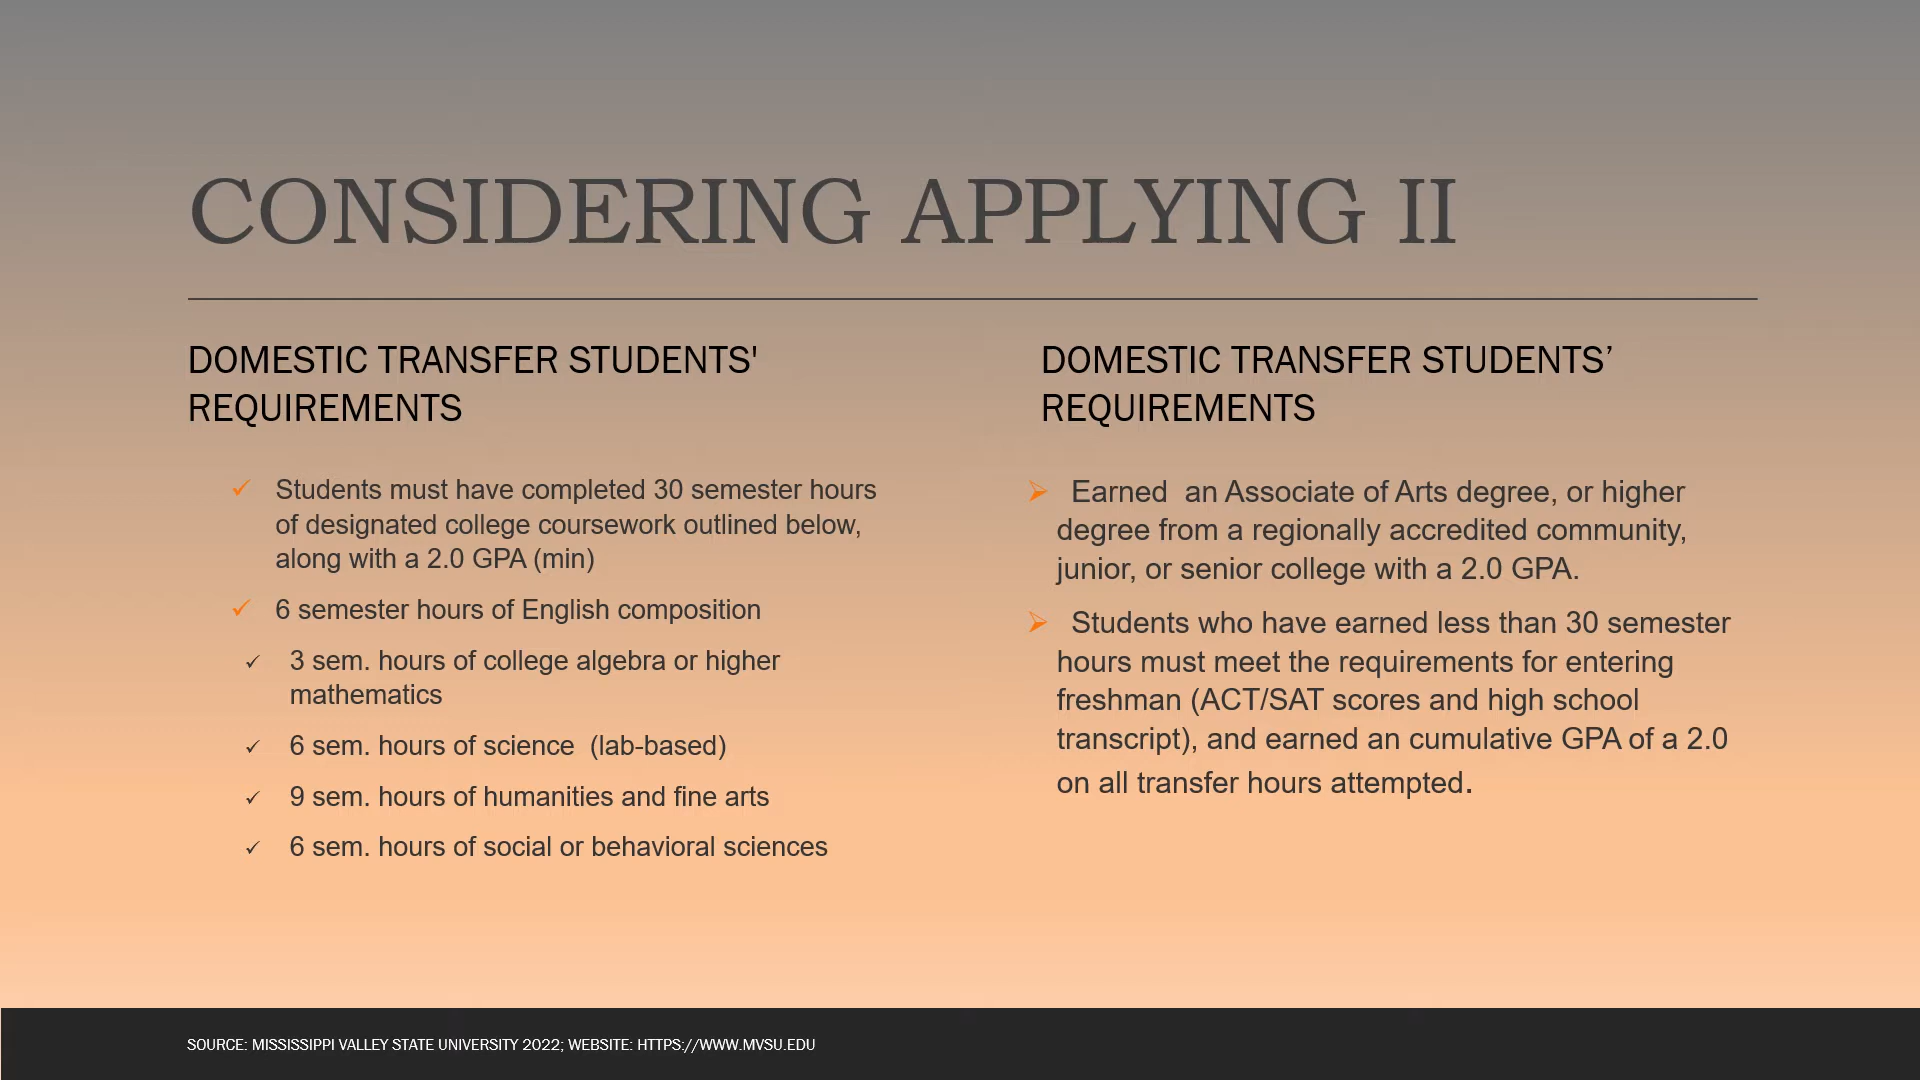 CONSIDERING APPLYING II
DOMESTIC TRANSFER STUDENTS'
REQUIREMENTS
Students must have completed 30 semester hours
of designated college coursework outlined below,
along with a 2.0 GPA (min)
6 semester hours of English composition
3 sem. hours of college algebra or higher
mathematics
6 sem. hours of science  (lab-based)
9 sem. hours of humanities and fine arts
6 sem. hours of social or behavioral sciences
DOMESTIC TRANSFER STUDENTS’
REQUIREMENTS
Earned  an Associate of Arts degree, or higher
degree from a regionally accredited community,
junior, or senior college with a 2.0 GPA.
Students who have earned less than 30 semester
hours must meet the requirements for entering
freshman (ACT/SAT scores and high school
transcript), and earned an cumulative GPA of a 2.0
on all transfer hours attempted.
SOURCE: MISSISSIPPI VALLEY STATE UNIVERSITY 2022; WEBSITE: HTTPS://WWW.MVSU.EDU